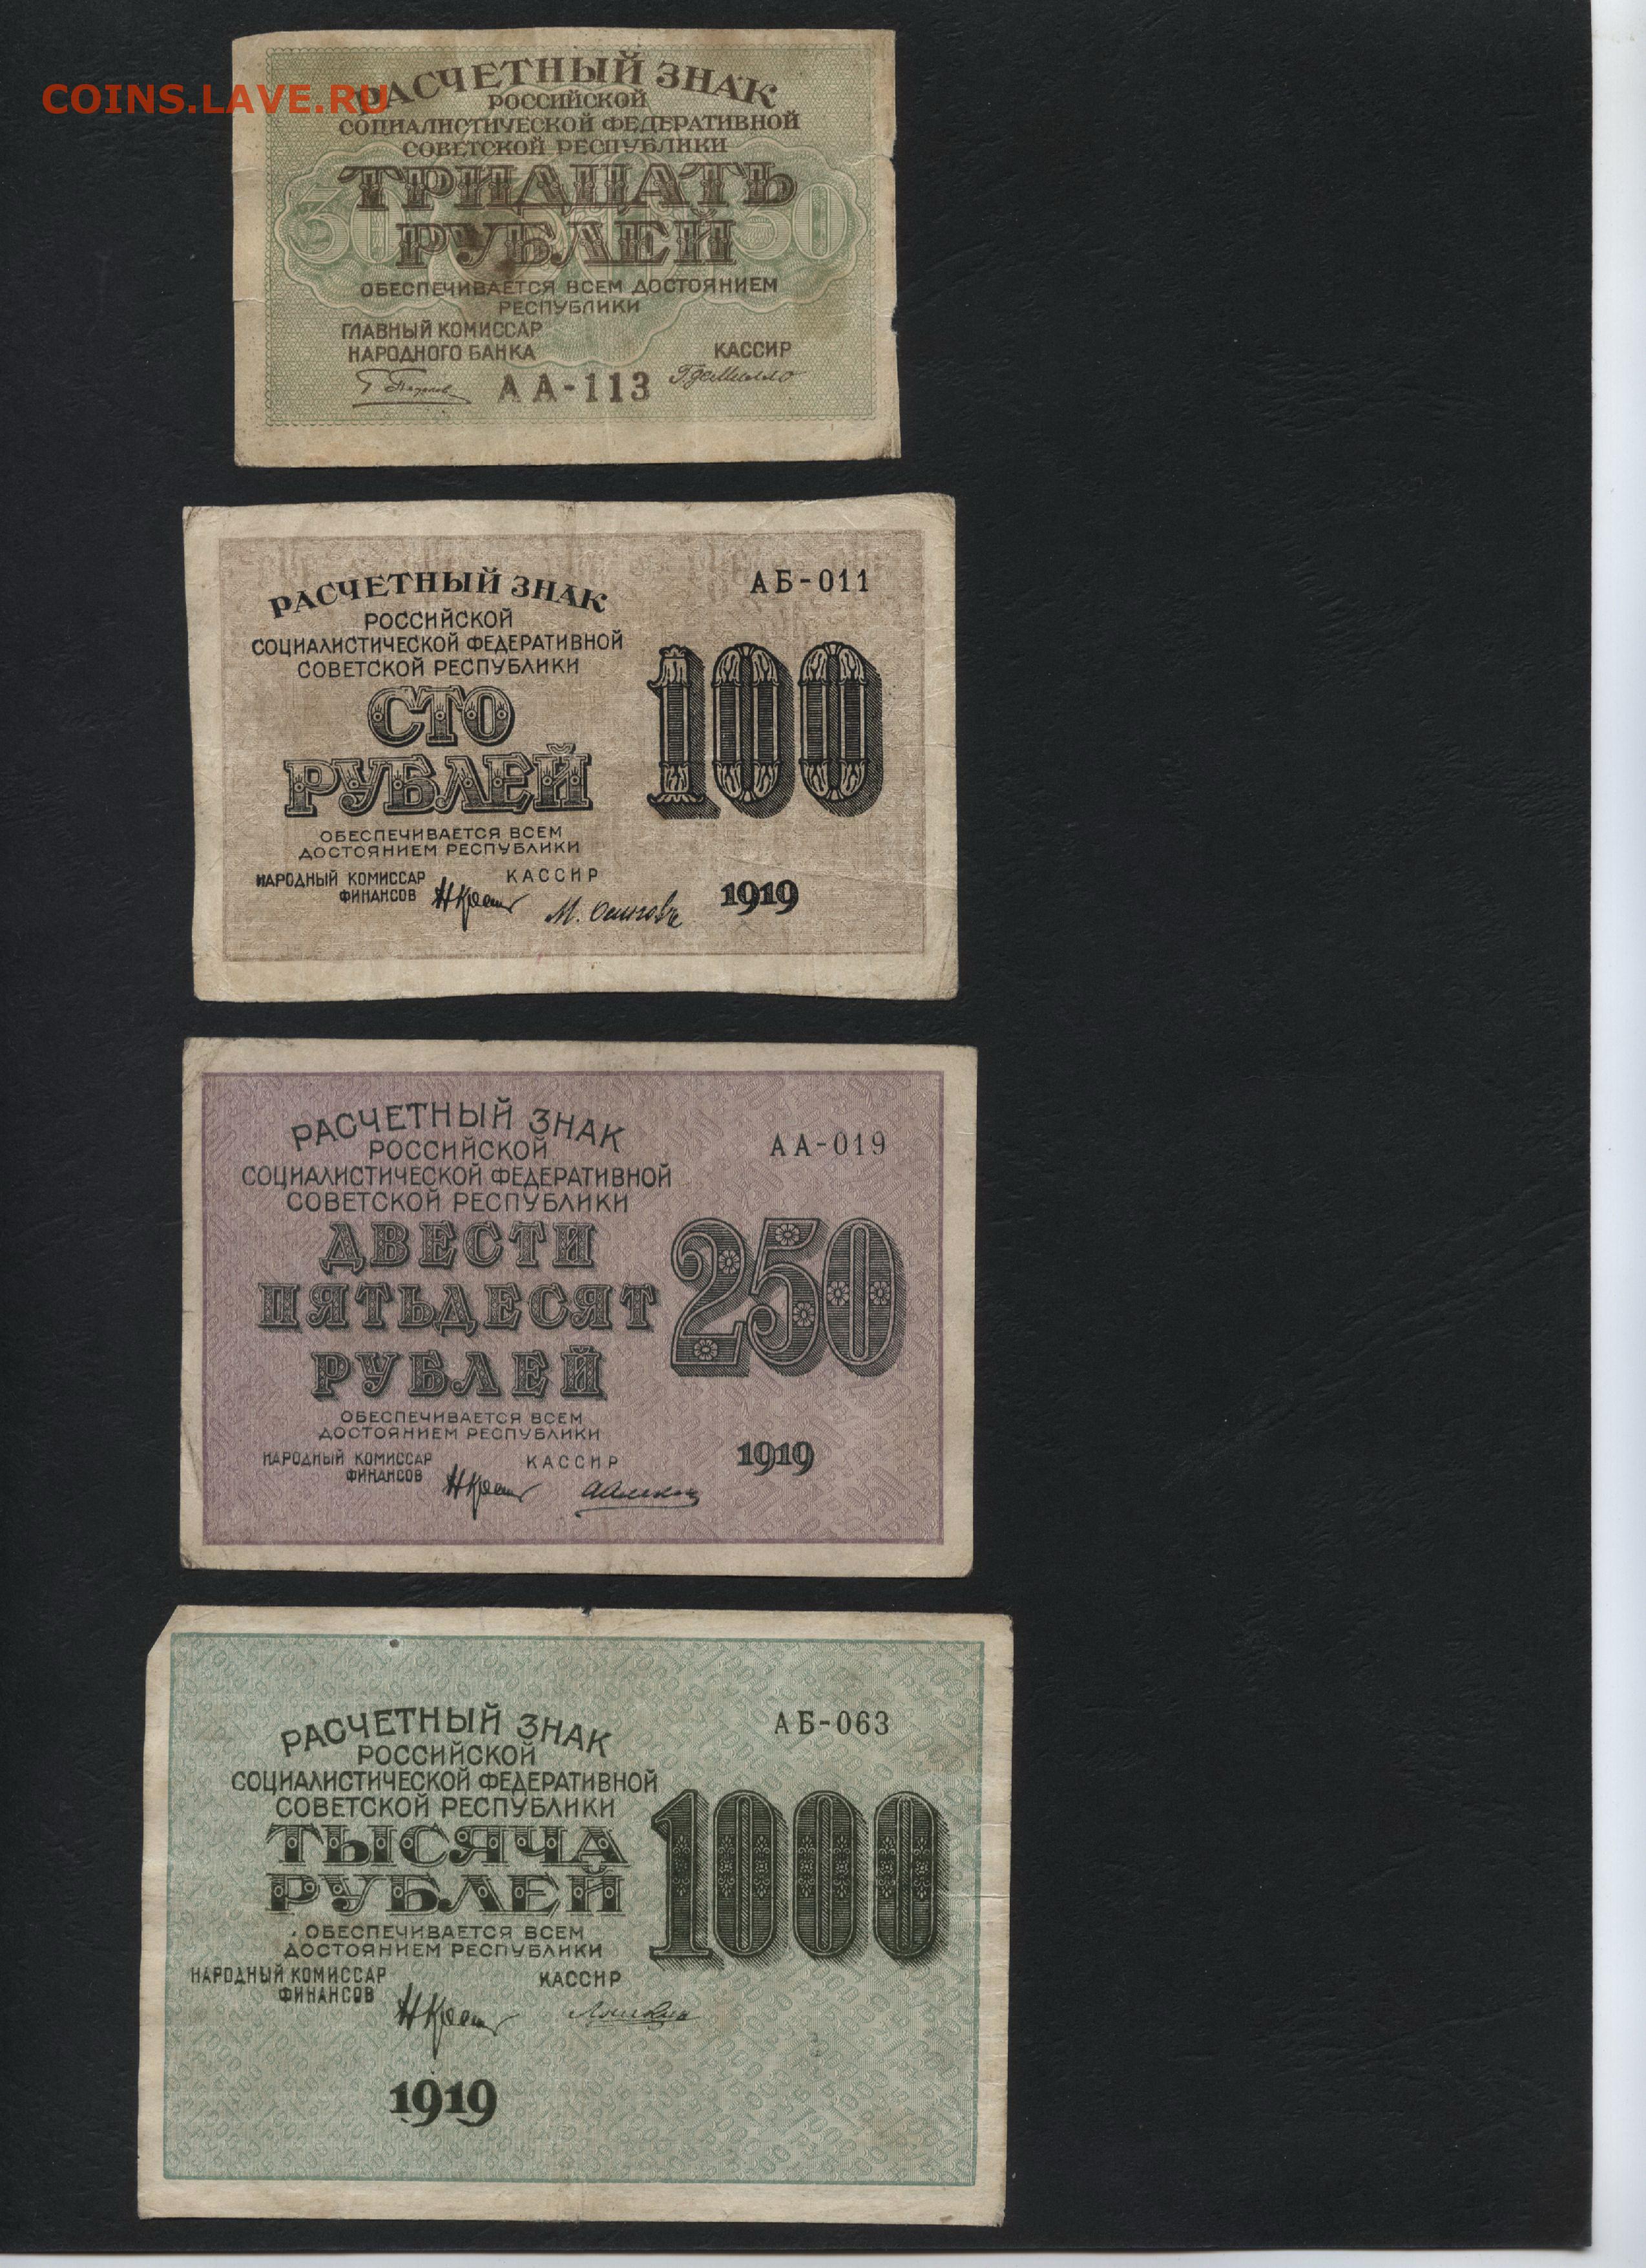 COINS.LAVE.RU
РАСЧЕТНЫЙ ЗНАК
РОССИЙСКОЙ
СОЦИАЛИСТИЧЕСКОЙ ФЕДЕРАТИВНОЙ
СОВЕТСКОЙ РЕСПУБЛИКИ
30 ТРИДЦАТЬ 30
РУБЛЕЙ
ОБЕСПЕЧИВАЕТСЯ ВСЕМ ДОСТОЯНИЕМ
РЕСПУБЛИКИ
ГЛАВНЫЙ КОМИССАР
НАРОДНОГО БАНКА КАССИР
АА-113
РАСЧЕТНЫЙ ЗНАК АБ-011
РОССИЙСКОЙ
СОЦИАЛИСТИЧЕСКОЙ ФЕДЕРАТИВНОЙ
СОВЕТСКОЙ РЕСПУБЛИКИ
СТО
РУБЛЕЙ
100
ОБЕСПЕЧИВАЕТСЯ ВСЕМ
ДОСТОЯНИЕМ РЕСПУБЛИКИ
НАРОДНЫЙ КОМИССАР КАССИР
ФИНАНСОВ
М. Осиповъ
1919
РАСЧЕТНЫЙ ЗНАК АА-019
РОССИЙСКОЙ
СОЦИАЛИСТИЧЕСКОЙ ФЕДЕРАТИВНОЙ
СОВЕТСКОЙ РЕСПУБЛИКИ
ДВЕСТИ
ПЯТЬДЕСЯТ
РУБЛЕЙ
250
ОБЕСПЕЧИВАЕТСЯ ВСЕМ
ДОСТОЯНИЕМ РЕСПУБЛИКИ
НАРОДНЫЙ КОМИССАР КАССИР
ФИНАНСОВ
1919
РАСЧЕТНЫЙ ЗНАК АБ-063
РОССИЙСКОЙ
СОЦИАЛИСТИЧЕСКОЙ ФЕДЕРАТИВНОЙ
СОВЕТСКОЙ РЕСПУБЛИКИ
ТЫСЯЧА
РУБЛЕЙ
1000
ОБЕСПЕЧИВАЕТСЯ ВСЕМ
ДОСТОЯНИЕМ РЕСПУБЛИКИ
НАРОДНЫЙ КОМИССАР КАССИР
ФИНАНСОВ
1919